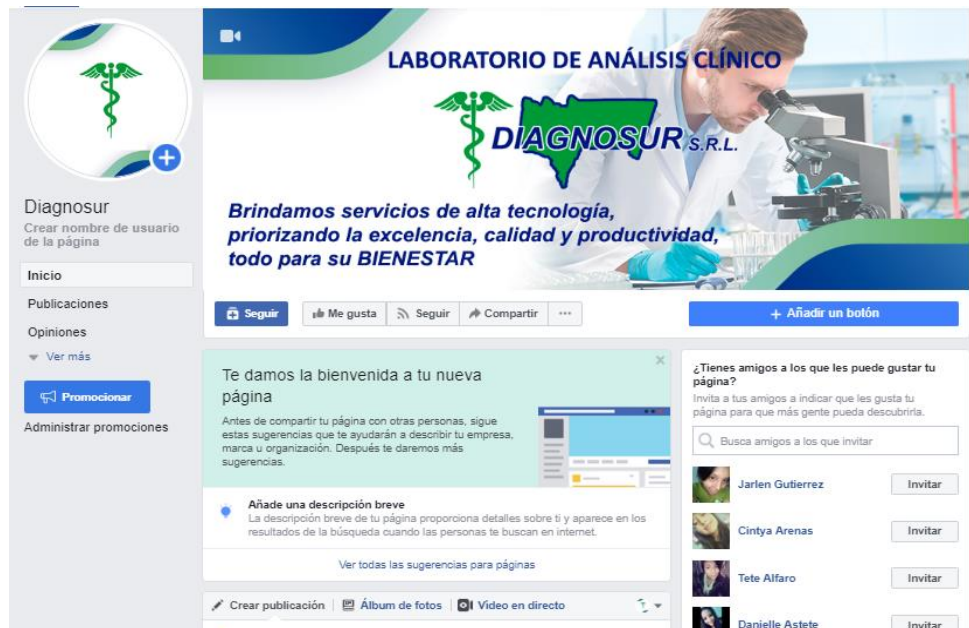 LABORATORIO DE ANÁLISIS CLÍNICO
DIAGNOSUR S.R.L.
Brindamos servicios de alta tecnología,
priorizando la excelencia, calidad y productividad,
todo para su BIENESTAR
Diagnosur
Crear nombre de usuario
de la página
Inicio
Publicaciones
Opiniones
Ver más
Promocionar
Administrar promociones
Seguir
Me gusta
Seguir
Compartir
+ Añadir un botón
Te damos la bienvenida a tu nueva
página
Antes de compartir tu página con otras personas, sigue
estas sugerencias que te ayudarán a describir tu empresa,
marca u organización. Después te daremos más
sugerencias.
Añade una descripción breve
La descripción breve de tu página proporciona detalles sobre ti y aparece en los
resultados de la búsqueda cuando las personas te buscan en internet.
Ver todas las sugerencias para páginas
Crear publicación
Álbum de fotos
Vídeo en directo
¿Tienes amigos a los que les puede gustar tu
página?
Invita a tus amigos a indicar que les gusta tu
página para que más gente pueda descubrirla.
Busca amigos a los que invitar
Jarlen Gutierrez
Invitar
Cintya Arenas
Invitar
Tete Alfaro
Invitar
Danielle Astete
Invitar